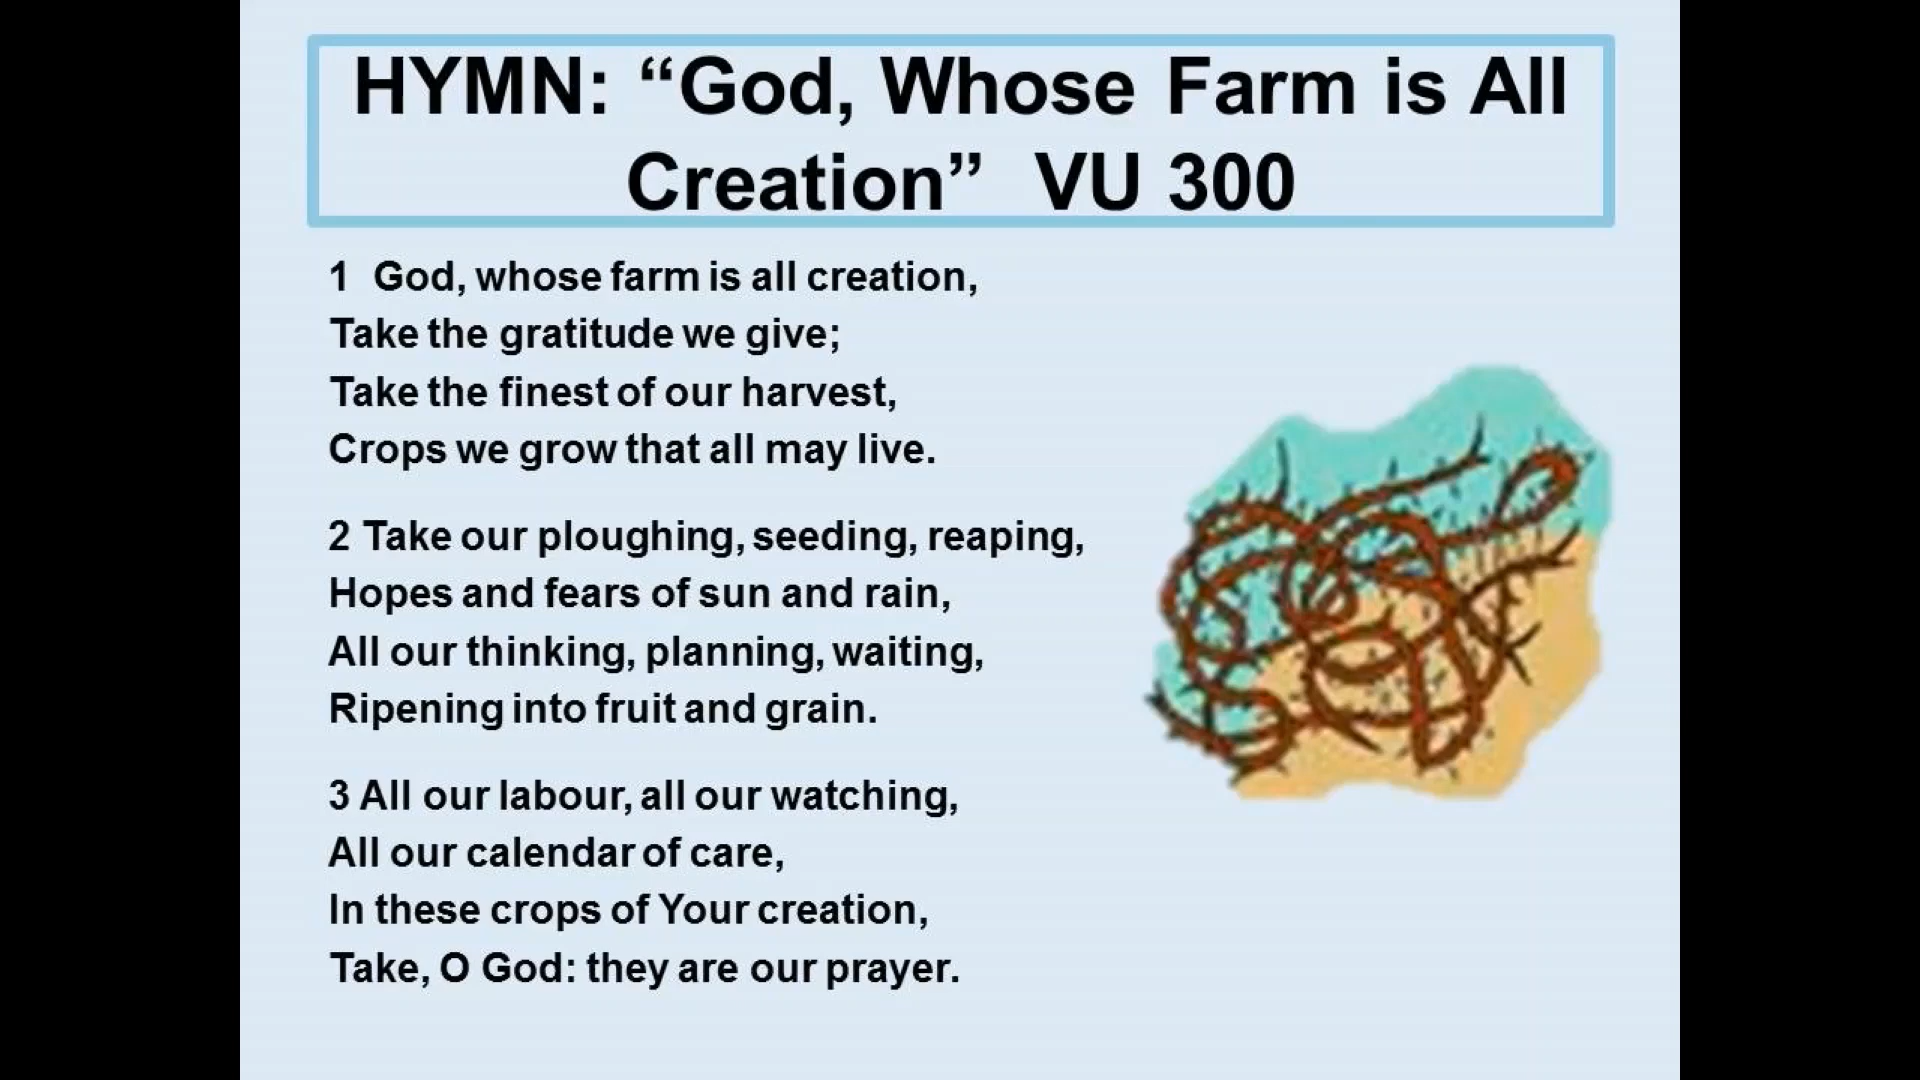 HYMN: “God, Whose Farm is All
Creation” VU 300
1 God, whose farm is all creation,
Take the gratitude we give;
Take the finest of our harvest,
Crops we grow that all may live.
2 Take our ploughing, seeding, reaping,
Hopes and fears of sun and rain,
All our thinking, planning, waiting,
Ripening into fruit and grain.
3 All our labour, all our watching,
All our calendar of care,
In these crops of Your creation,
Take, O God: they are our prayer.